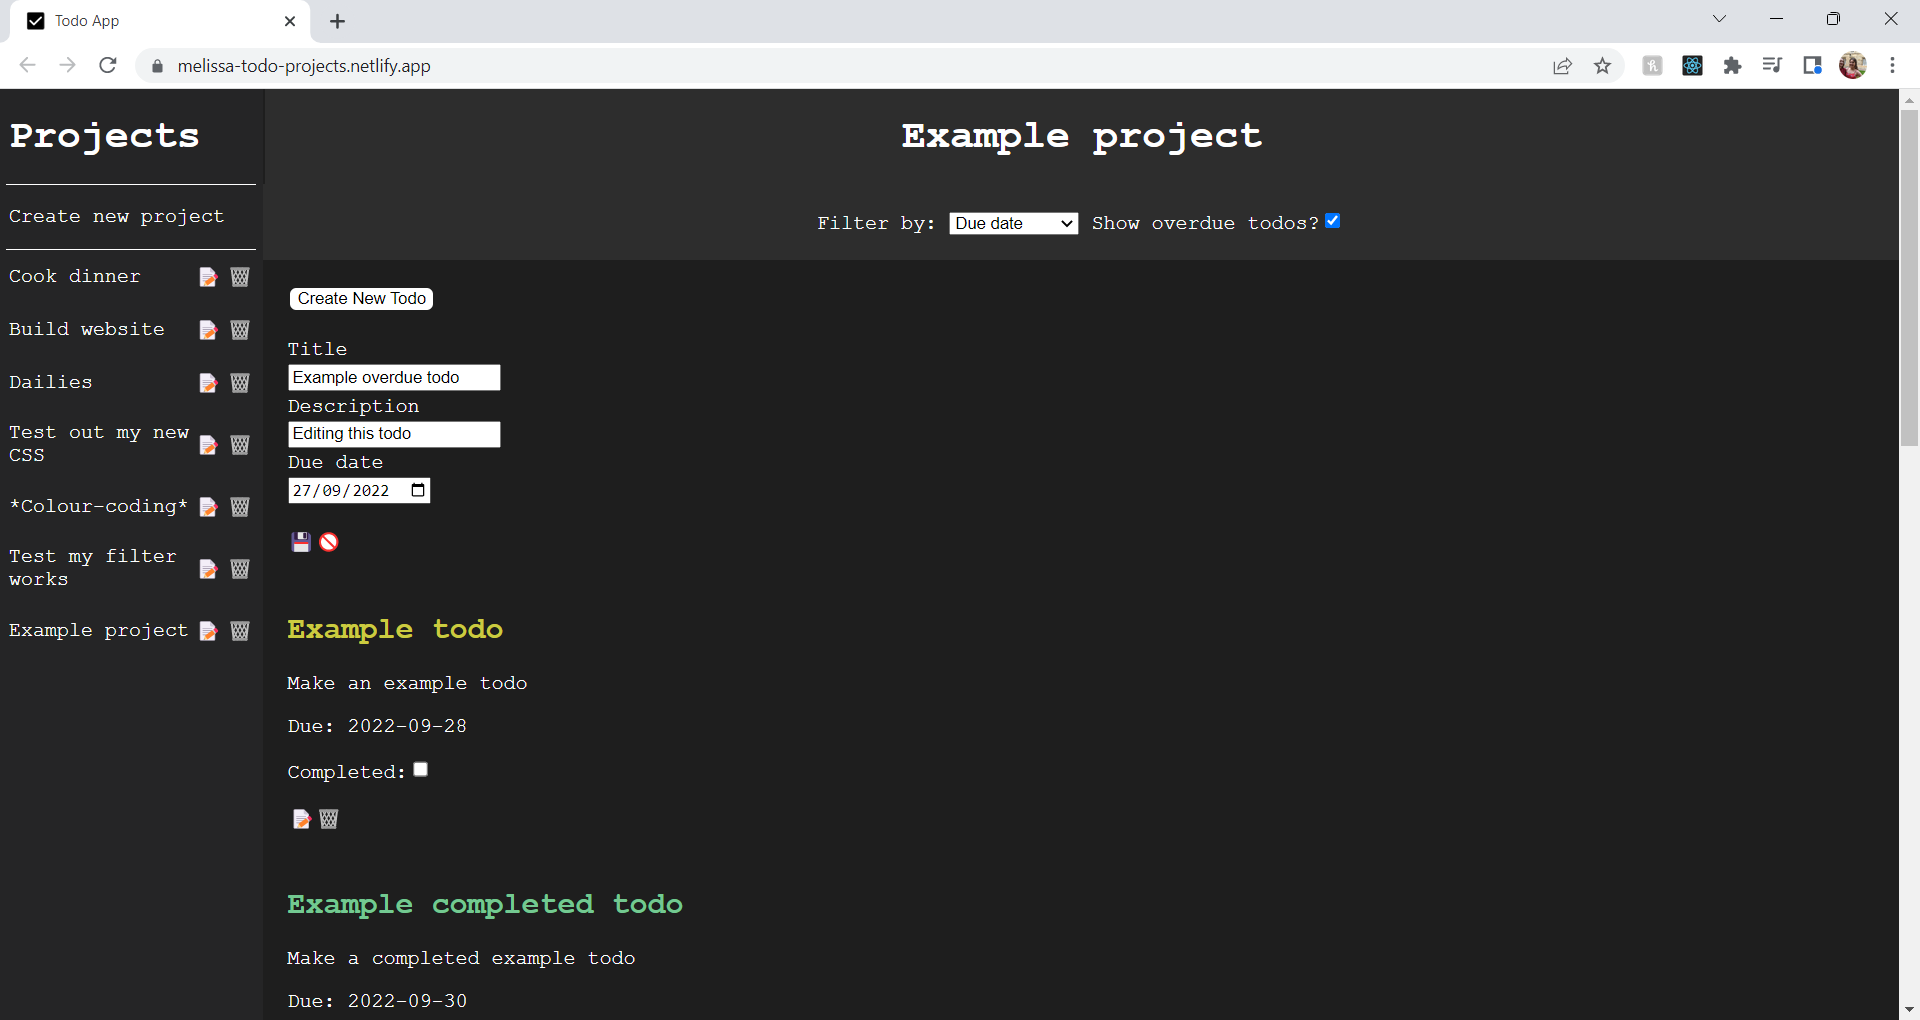 Todo App
melissa-todo-projects.netlify.app
Projects
Create new project
Cook dinner
Build website
Dailies
Test out my new
CSS
*Colour-coding*
Test my filter
works
Example project
Example project
Filter by: Due date Show overdue todos?
Create New Todo
Title
Example overdue todo
Description
Editing this todo
Due date
27/09/2022
Example todo
Make an example todo
Due: 2022-09-28
Completed:
Example completed todo
Make a completed example todo
Due: 2022-09-30